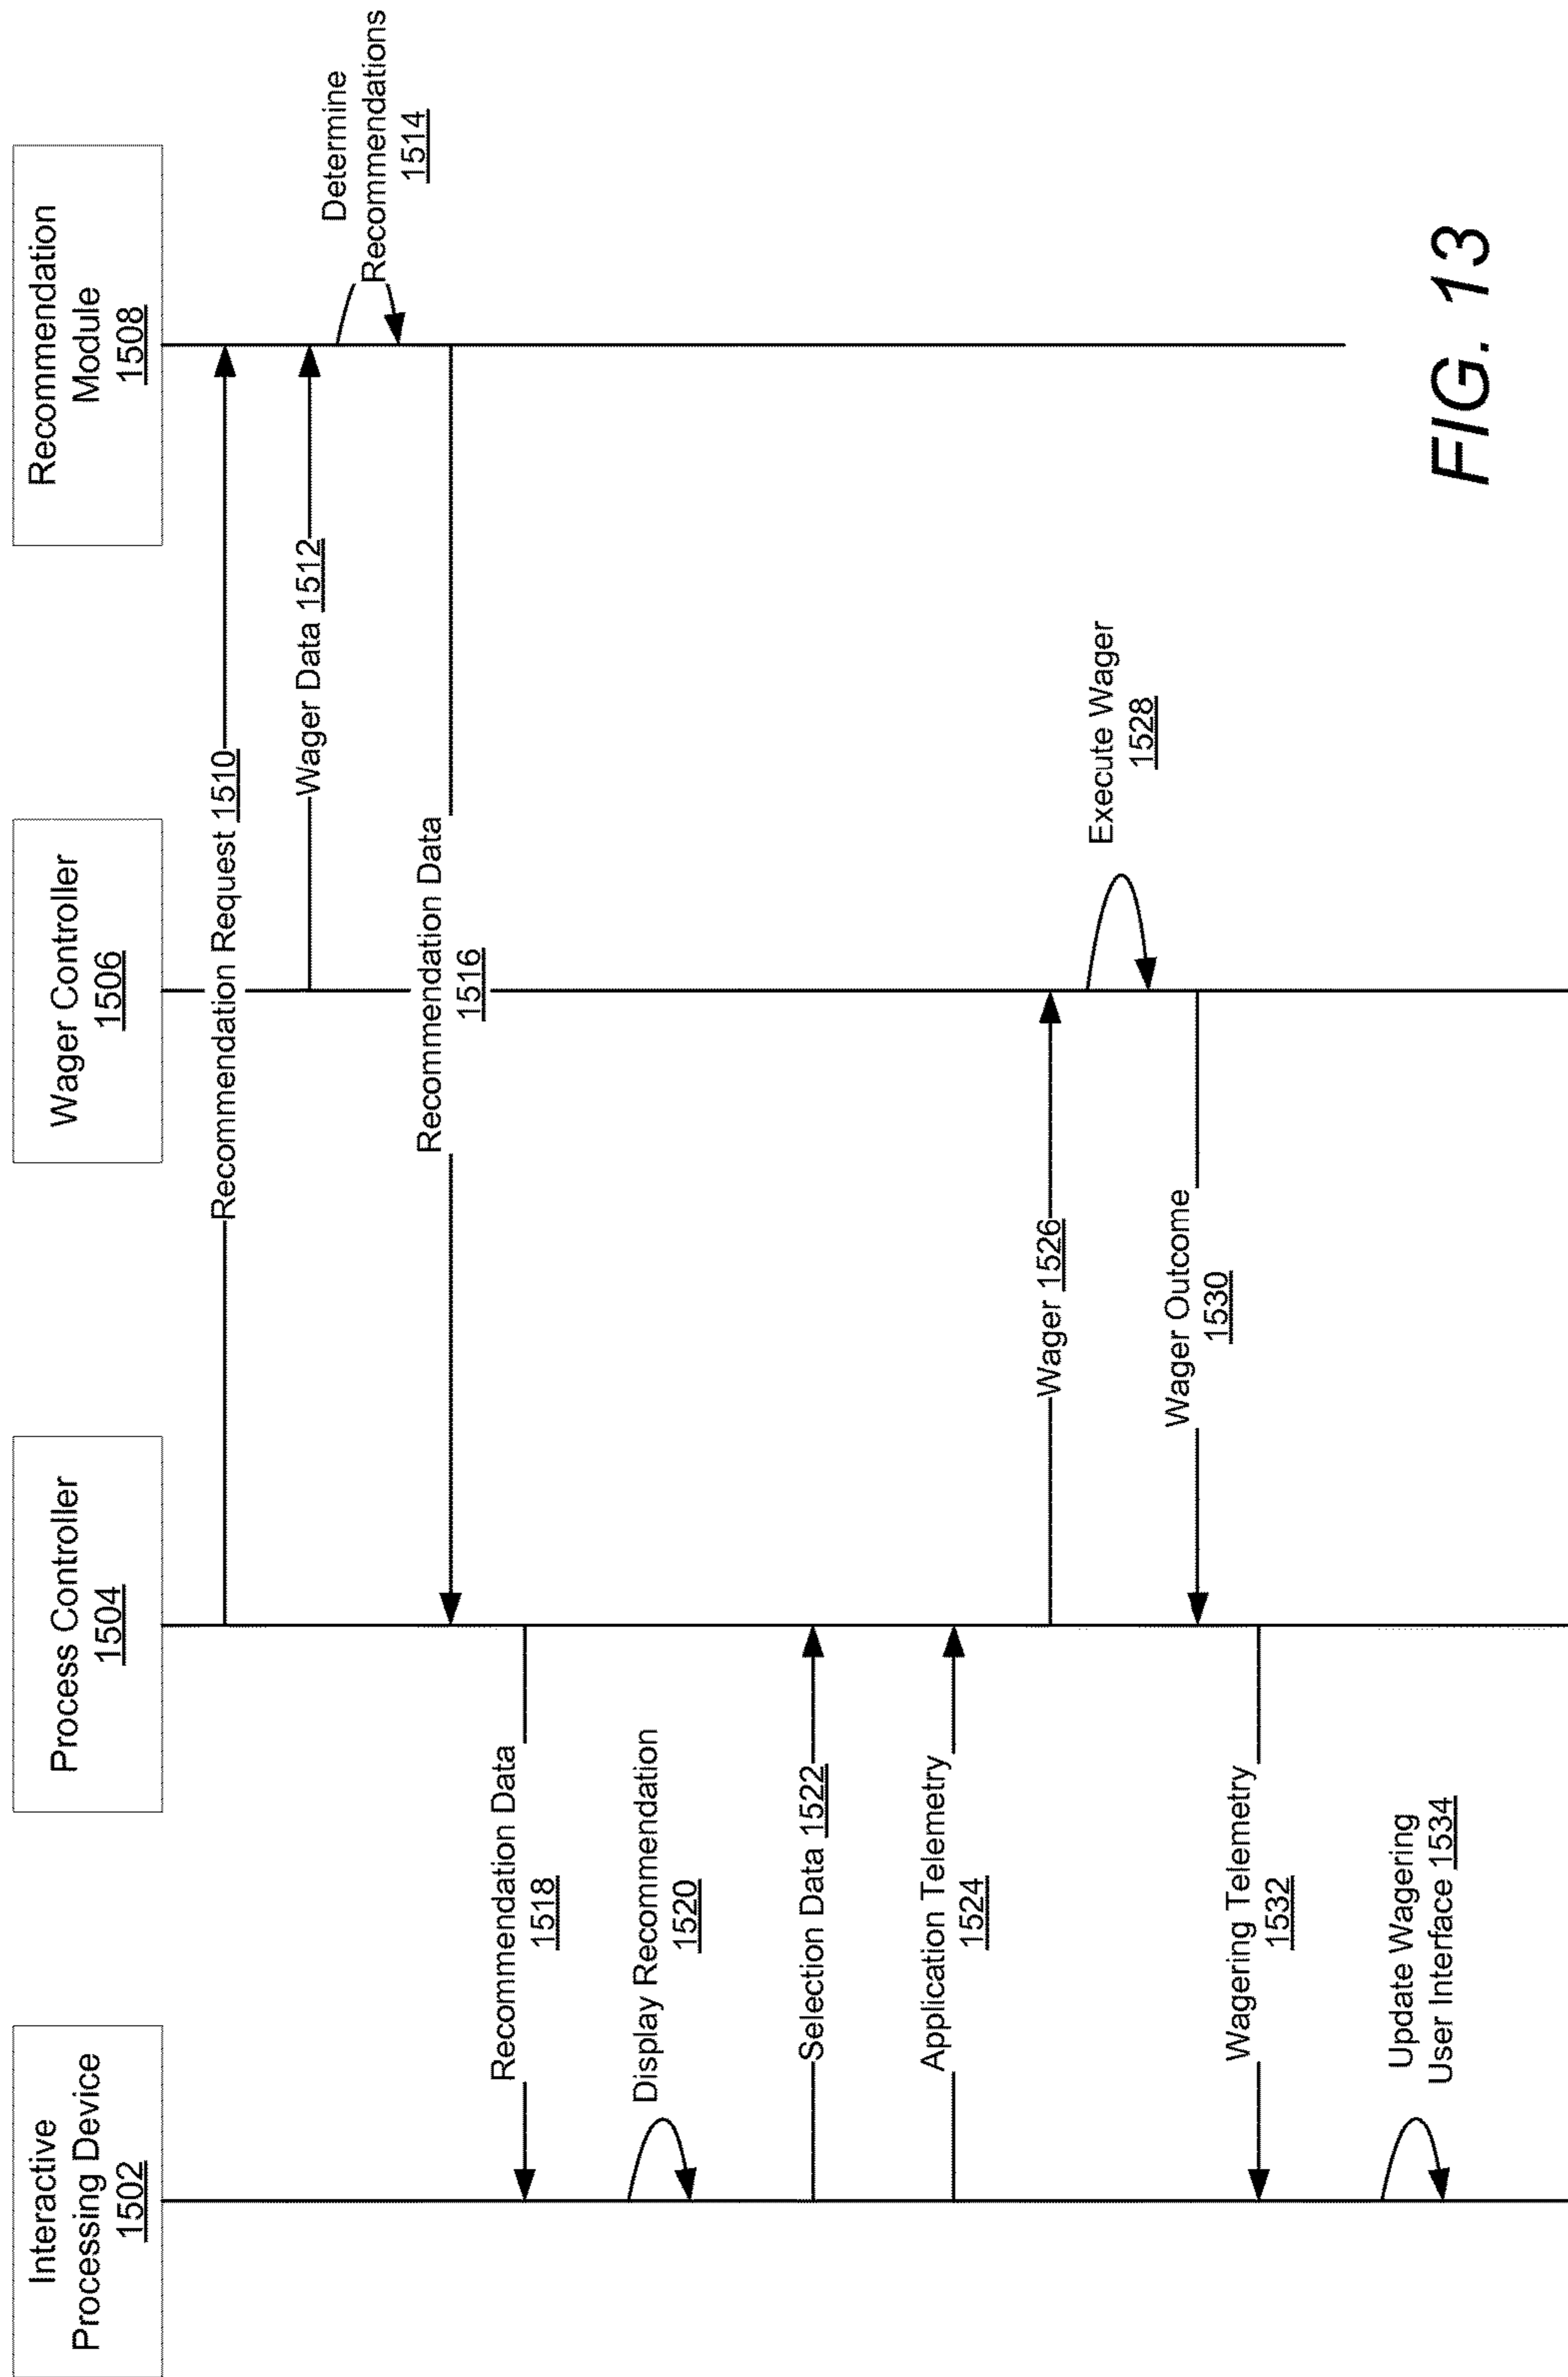 Interactive
Processing Device
1502
Process Controller
1504
Wager Controller
1506
Recommendation
Module
1508
Recommendation Request 1510
Wager Data 1512
Determine
Recommendations
1514
Recommendation Data
1516
Recommendation Data
1518
Display Recommendation
1520
Selection Data 1522
Application Telemetry
1524
Wager 1526
Execute Wager
1528
Wager Outcome
1530
Wagering Telemetry
1532
Update Wagering
User Interface 1534
FIG. 13